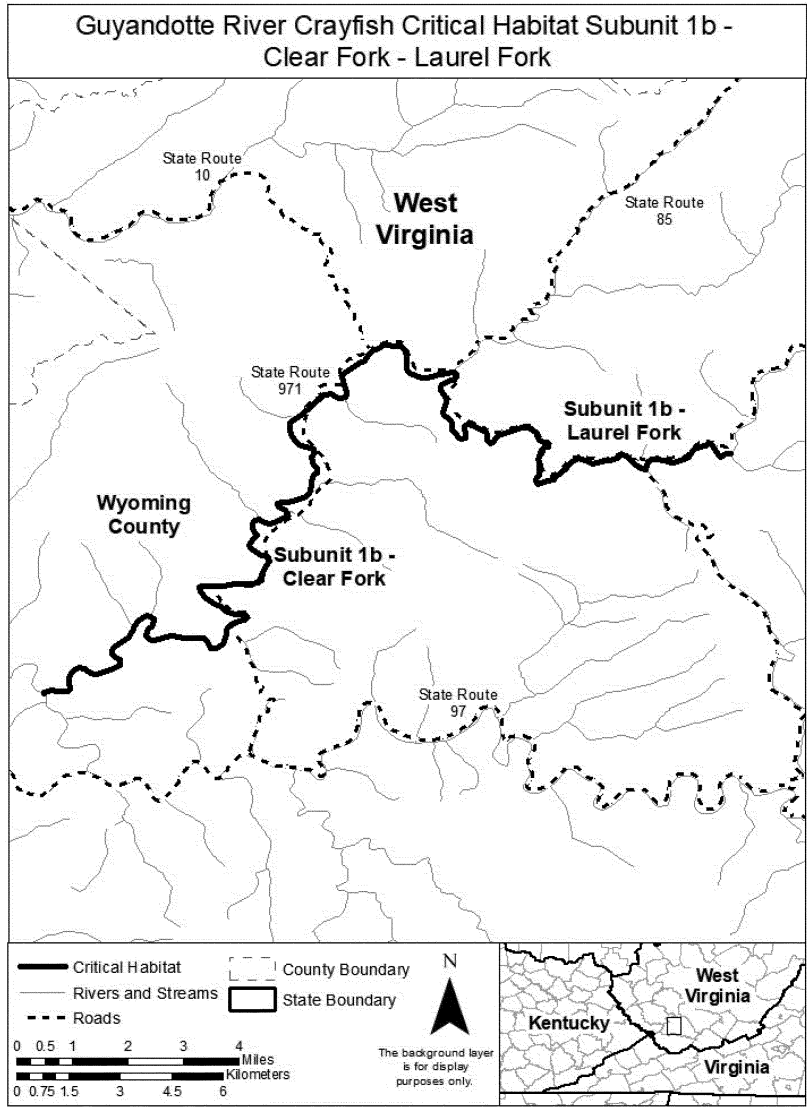 Guyandotte River Crayfish Critical Habitat Subunit 1b -
Clear Fork - Laurel Fork
State Route
10
West
Virginia
State Route
85
State Route
971
Subunit 1b -
Laurel Fork
Wyoming
County
Subunit 1b -
Clear Fork
State Route
97
Critical Habitat
Rivers and Streams
Roads
County Boundary
State Boundary
0 0.5 1 2 3 4
Miles
Kilometers
0 0.75 1.5 3 4.5 6
N
The background layer
is for display
purposes only.
West
Virginia
Kentucky
Virginia